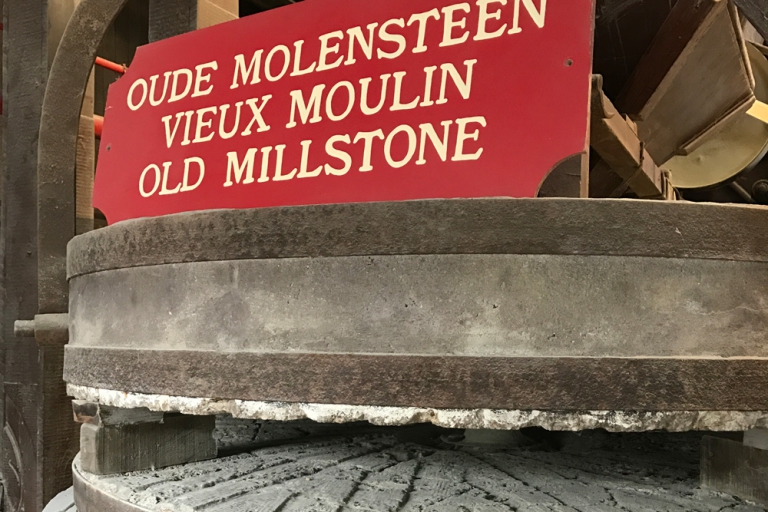 OUDE MOLENSTEEN
VIEUX MOULIN
OLD MILLSTONE